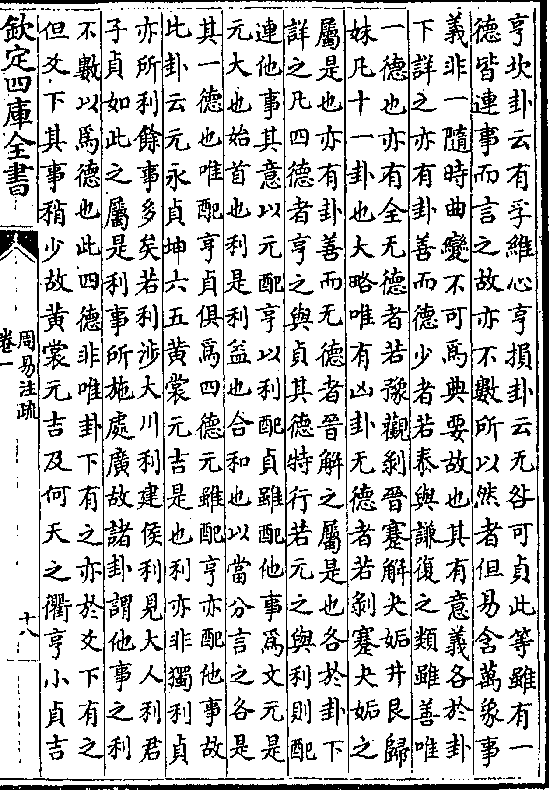 亨坎卦云有孚維心亨損卦云无咎可貞此等雖有一
德皆連事而言之故亦不數所以然者但易含萬象事
義非一隨時曲變不可為典要故也其有意義各於卦
下詳之亦有卦善而德少者若泰與謙復之類雖善唯
一德也亦有全无德者若豫觀剝晉蹇解夬姤井艮歸
妹凡十一卦也大略唯有凶卦无德者若剝蹇夬姤之
屬是也亦有卦善而无德者晉解之屬是也各於卦下
詳之凡四德者亨之與貞其德特行若元之與利則配
連他事其意以元配亨以利配貞雖配他事為文元是
元大也始首也利是利益也合和也以當分言之各是
其一德也唯配亨貞俱為四德元雖配亨亦配他事故
此卦云元永貞坤六五黃裳元吉是也利亦非獨利貞
亦所利餘事多矣若利涉大川利建侯利見大人利君
子貞如此之屬是利事所施處廣故諸卦謂他事之利
不數以為德也此四德非唯卦下有之亦於爻下有之
但爻下其事稍少故黃裳元吉及何天之衢亨小貞吉
欽定四庫全書
周易注疏
卷一
十八